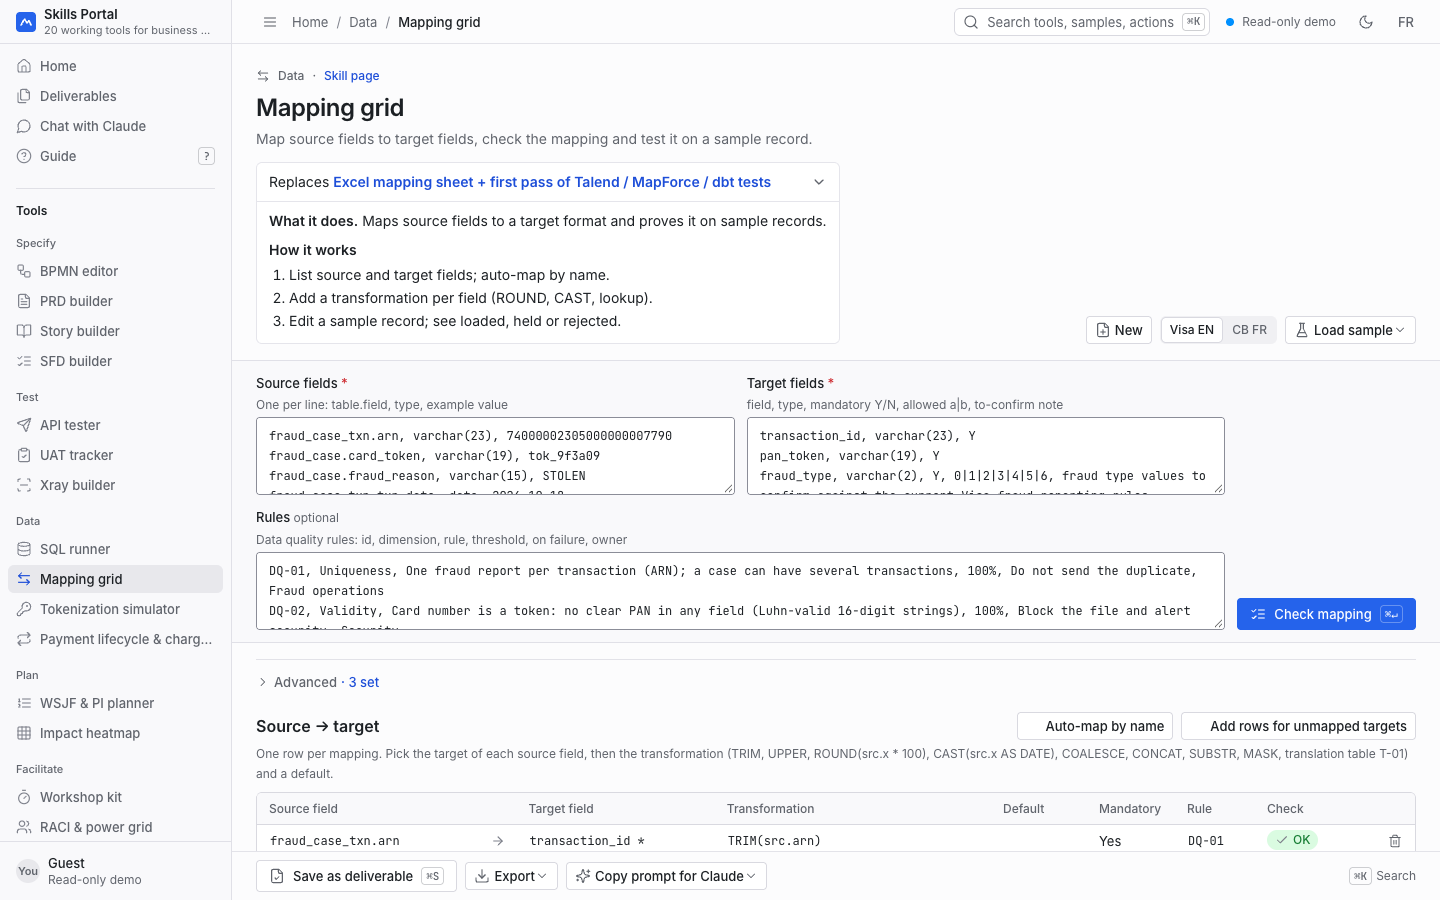 Skills Portal
20 working tools for business ...
Home
Deliverables
Chat with Claude
Guide
?
Tools
Specify
BPMN editor
PRD builder
Story builder
SFD builder
Test
API tester
UAT tracker
Xray builder
Data
SQL runner
Mapping grid
Tokenization simulator
Payment lifecycle & charg...
Plan
WSJF & PI planner
Impact heatmap
Facilitate
Workshop kit
RACI & power grid
You
Guest
Read-only demo
Home / Data / Mapping grid
Search tools, samples, actions ⌘K
Read-only demo
FR
Data · Skill page
Mapping grid
Map source fields to target fields, check the mapping and test it on a sample record.
Replaces Excel mapping sheet + first pass of Talend / MapForce / dbt tests
What it does. Maps source fields to a target format and proves it on sample records.
How it works
1. List source and target fields; auto-map by name.
2. Add a transformation per field (ROUND, CAST, lookup).
3. Edit a sample record; see loaded, held or rejected.
New
Visa EN
CB FR
Load sample
Source fields *
One per line: table.field, type, example value
fraud_case_txn.arn, varchar(23), 74000002305000000007790
fraud_case.card_token, varchar(19), tok_9f3a09
fraud_case.fraud_reason, varchar(15), STOLEN
Target fields *
field, type, mandatory Y/N, allowed a|b, to-confirm note
transaction_id, varchar(23), Y
pan_token, varchar(19), Y
fraud_type, varchar(2), Y, 0|1|2|3|4|5|6, fraud type values to
Rules optional
Data quality rules: id, dimension, rule, threshold, on failure, owner
DQ-01, Uniqueness, One fraud report per transaction (ARN); a case can have several transactions, 100%, Do not send the duplicate,
Fraud operations
DQ-02, Validity, Card number is a token: no clear PAN in any field (Luhn-valid 16-digit strings), 100%, Block the file and alert
Check mapping ⌘↵
Advanced · 3 set
Source → target
Auto-map by name
Add rows for unmapped targets
One row per mapping. Pick the target of each source field, then the transformation (TRIM, UPPER, ROUND(src.x * 100), CAST(src.x AS DATE), COALESCE, CONCAT, SUBSTR, MASK, translation table T-01)
and a default.
Source field Target field Transformation Default Mandatory Rule Check
fraud_case_txn.arn → transaction_id * TRIM(src.arn) Yes DQ-01 OK
Save as deliverable ⌘S
Export
Copy prompt for Claude
⌘K Search